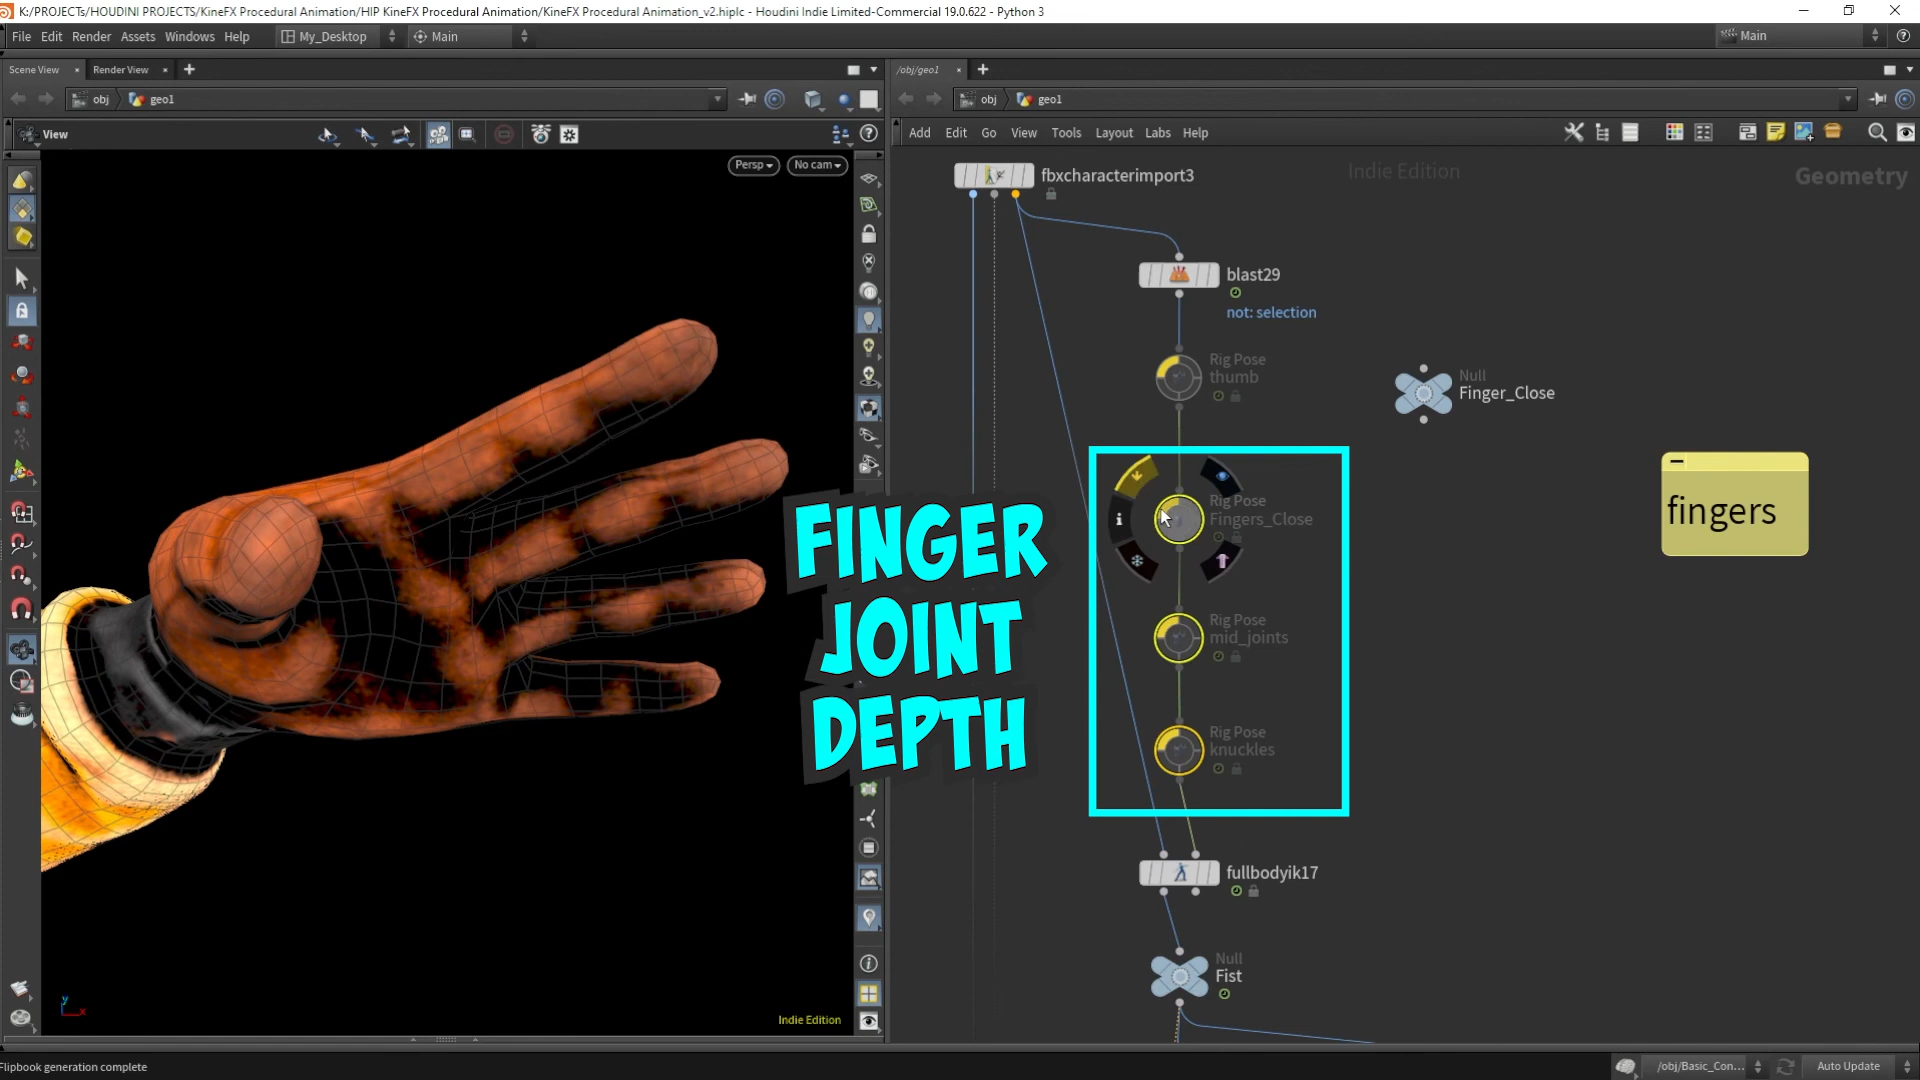 K:/PROJECTs/HOUDINI PROJECTS/KineFX Procedural Animation/HIP KineFX Procedural Animation/KineFX Procedural Animation_v2.hiplc - Houdini Indie Limited-Commercial 19.0.622 - Python 3
File Edit Render Assets Windows Help My_Desktop Main Main
Scene View Render View /obj/geo1
obj geo1 obj geo1
View
Add Edit Go View Tools Layout Labs Help
Persp No cam
fbxcharacterimport3
Indie Edition
Geometry
blast29
not: selection
Rig Pose
thumb
Null
Finger_Close
FINGER
JOINT
DEPTH
Rig Pose
Fingers_Close
fingers
Rig Pose
mid_joints
Rig Pose
knuckles
fullbodyik17
Null
Fist
y
x
Indie Edition
Flipbook generation complete
/obj/Basic_Con... Auto Update